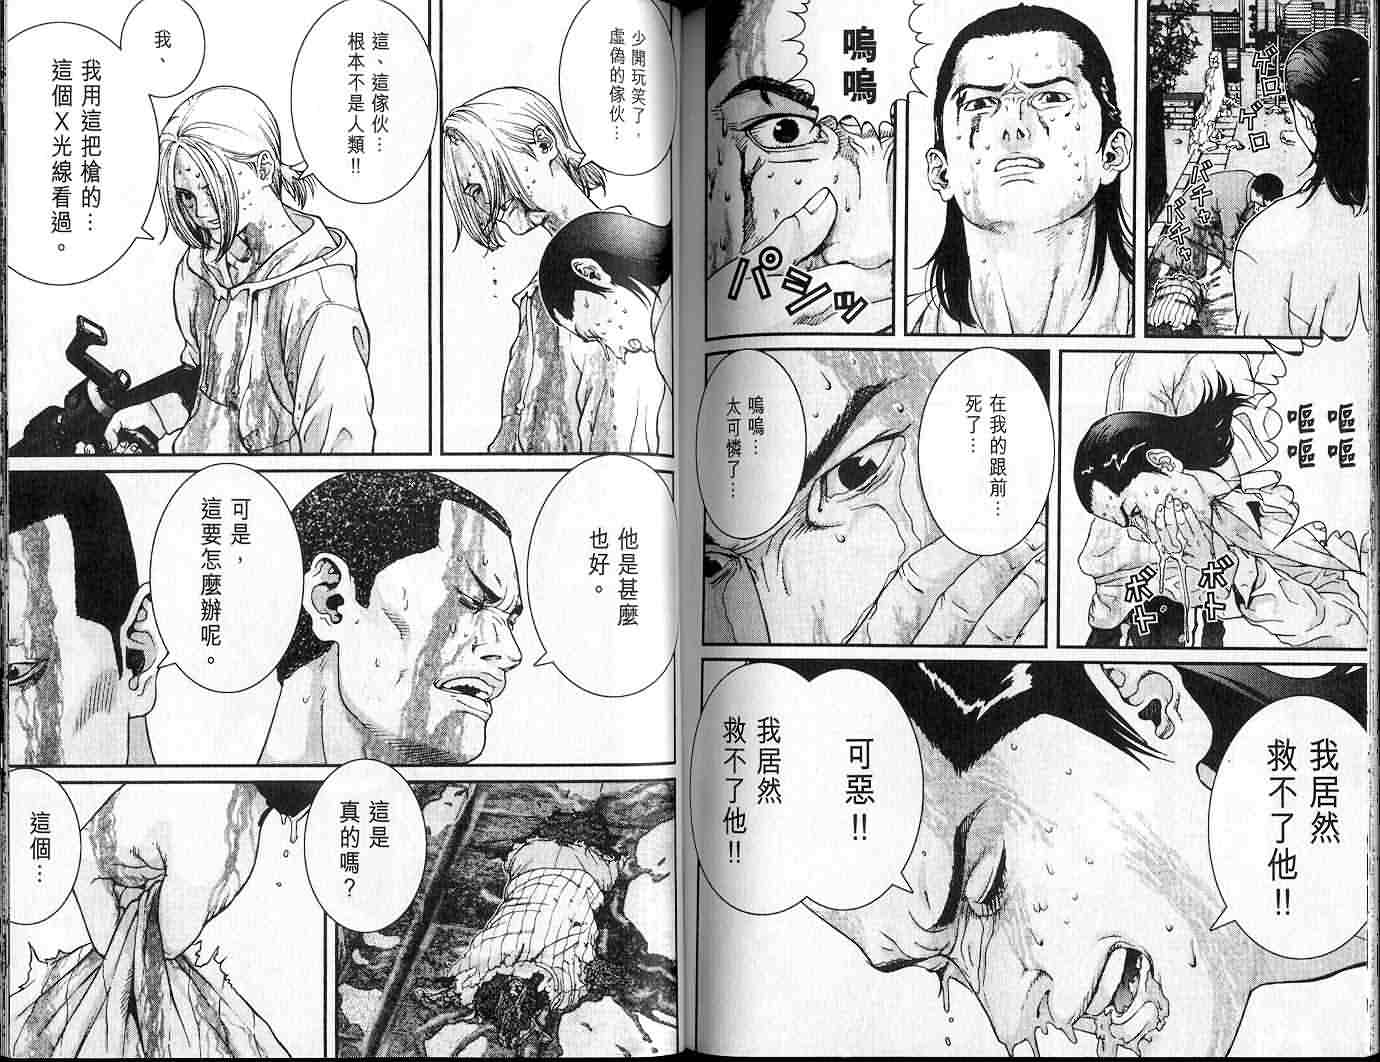 ゲロ
ゲロ
バチャ
バチャ
嗚
嗚
パシッ
嘔嘔
嘔嘔
ボタ
ボタ
在我的跟前…
死了…
嗚嗚…
太可憐了…
我居然
救不了他!!
可惡!!
我居然
救不了他!!
少開玩笑了,
虛偽的傢伙…
這、這傢伙…
根本不是人類!!
我、
我用這把槍的…
這個X光線看過。
他是甚麼
也好。
可是,
這要怎麼辦呢。
這是
真的嗎?
這個…